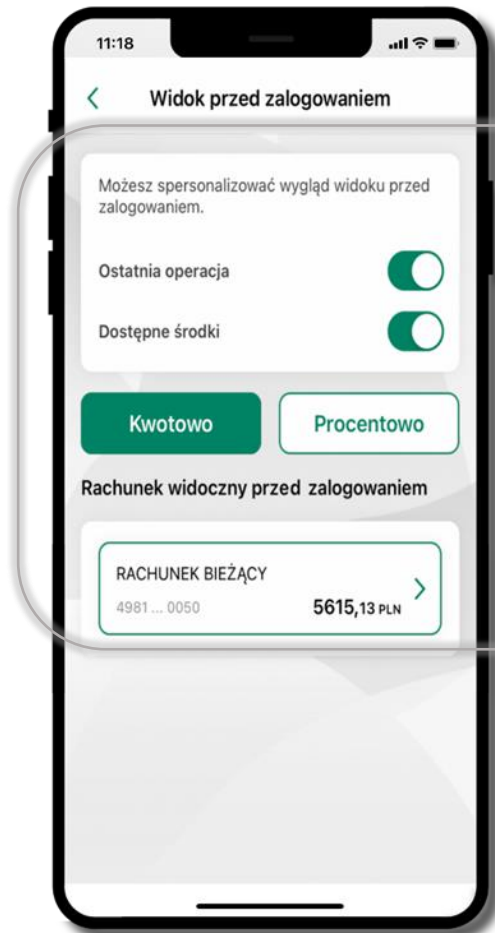 11:18
Widok przed zalogowaniem
Możesz spersonalizować wygląd widoku przed
zalogowaniem.
Ostatnia operacja
Dostępne środki
Kwotowo Procentowo
Rachunek widoczny przed zalogowaniem
RACHUNEK BIEŻĄCY
4981 ... 0050 5615,13 PLN